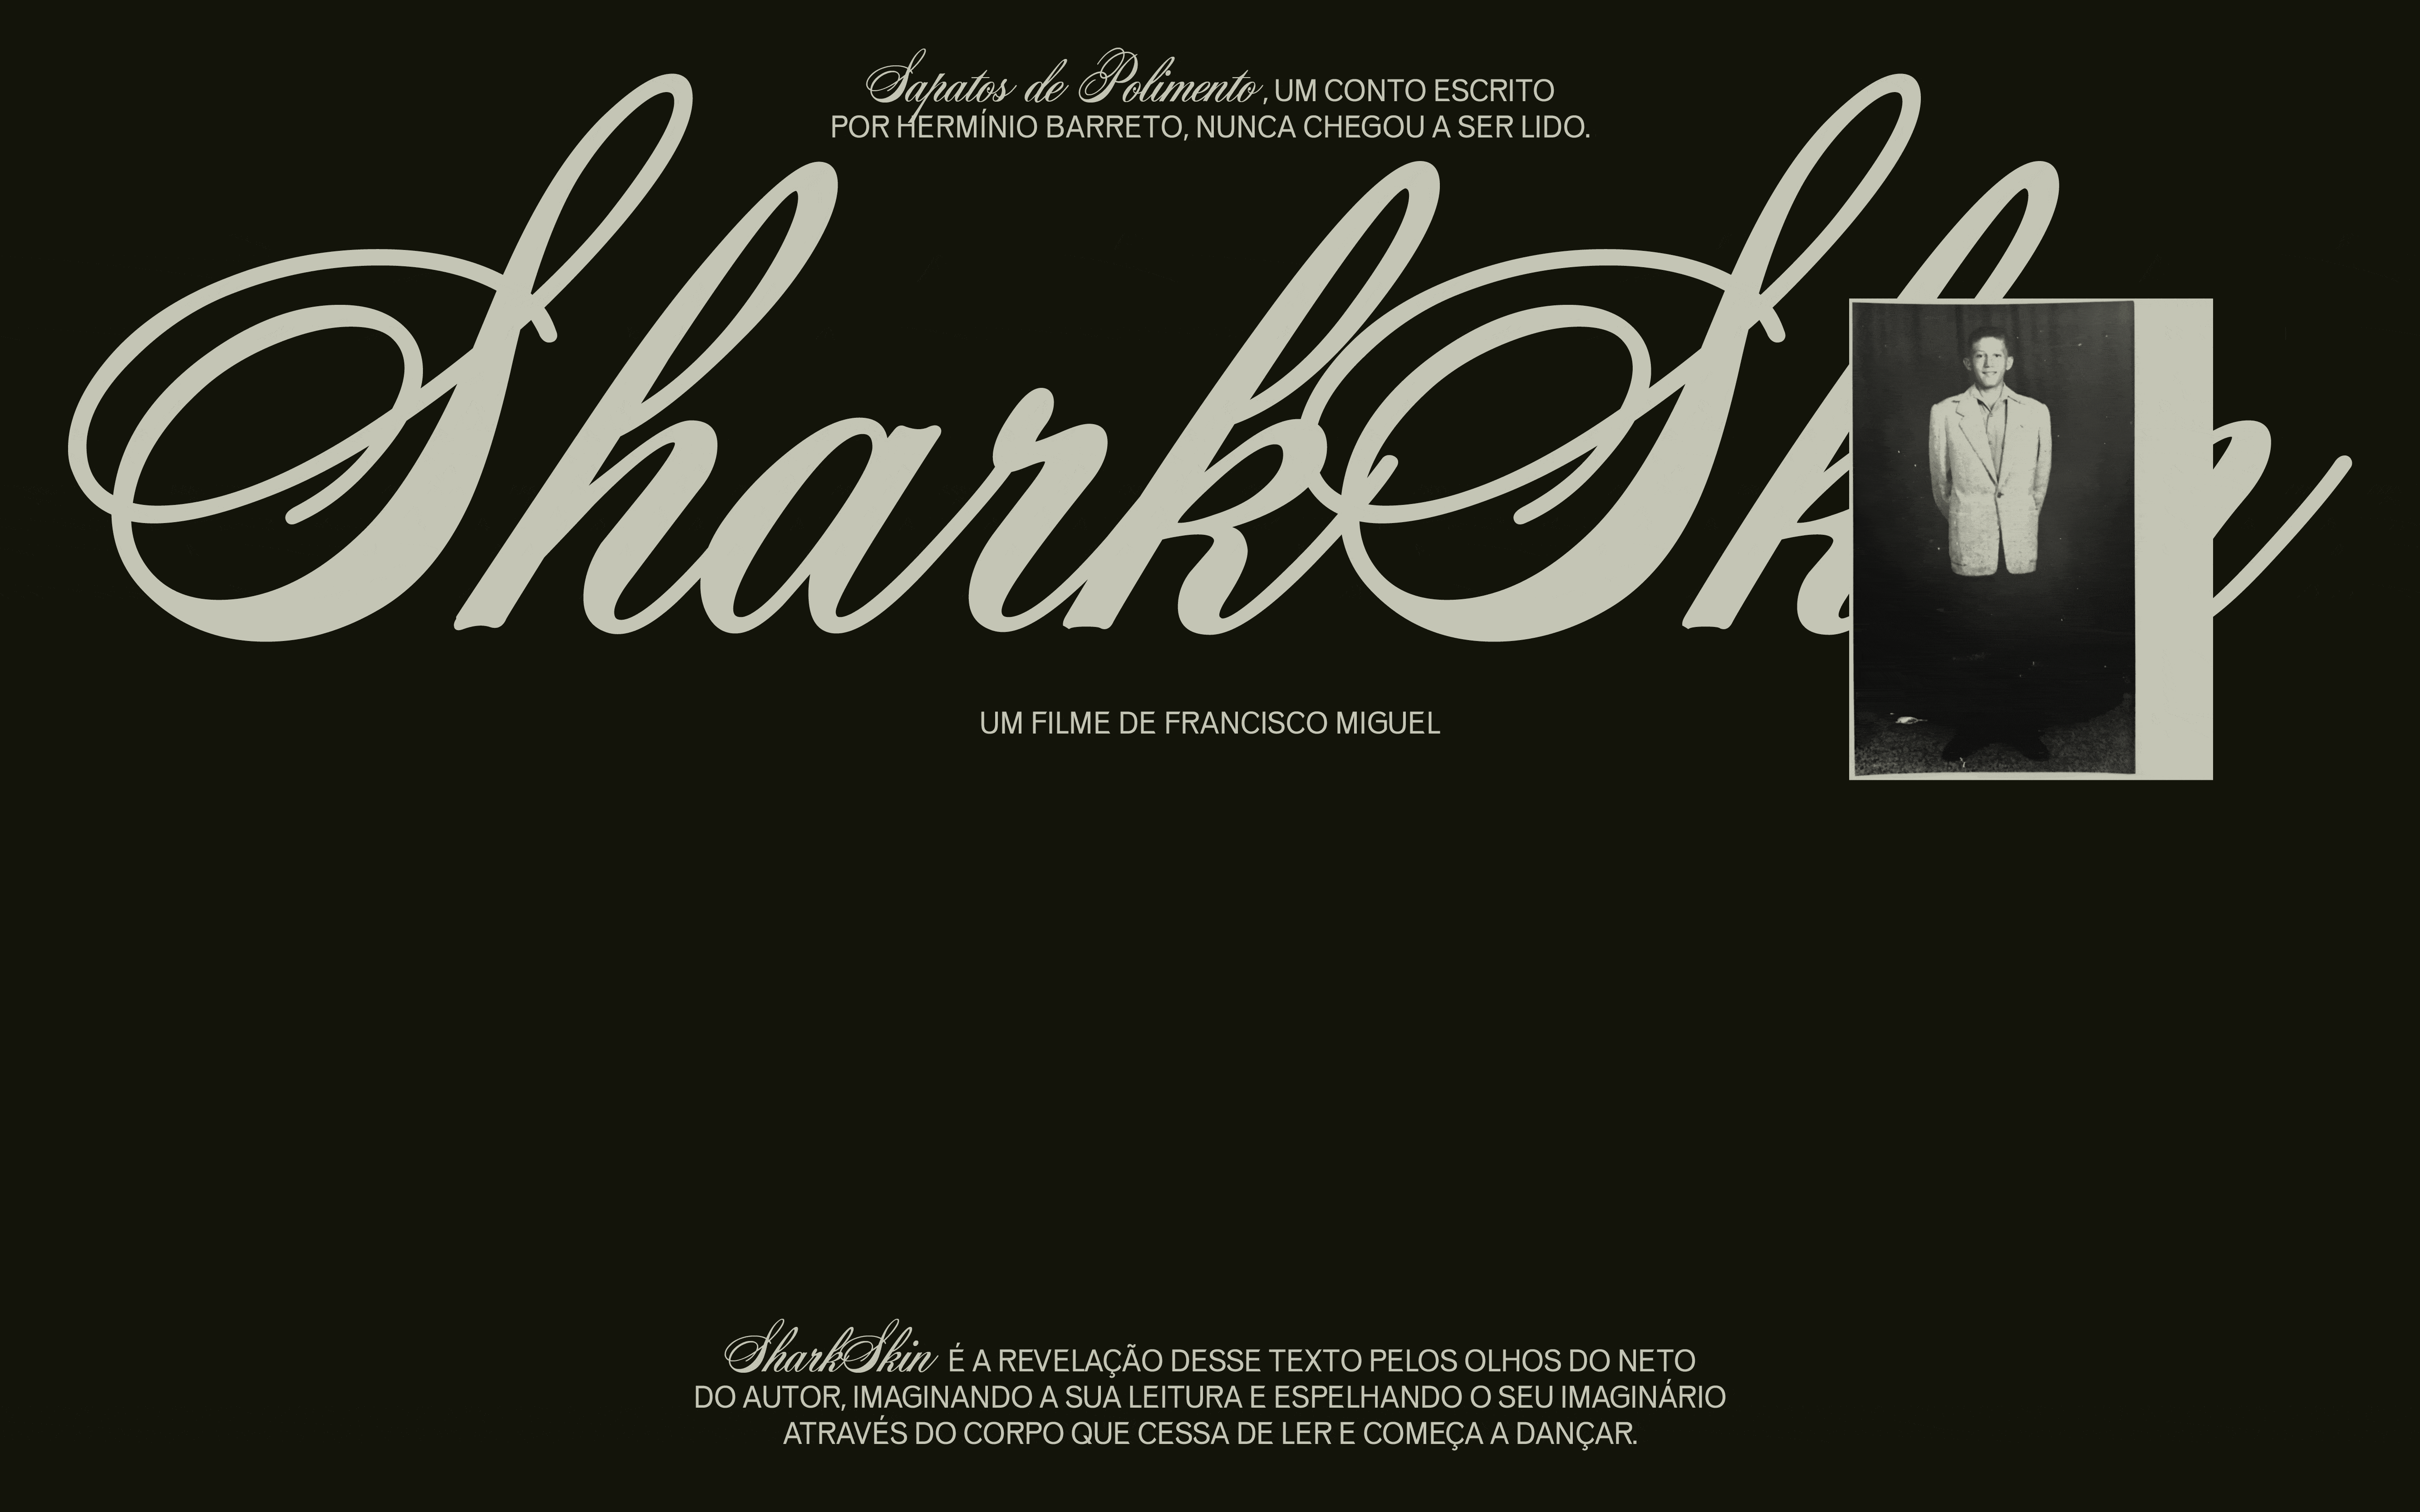 Sapatos de Polimento, UM CONTO ESCRITO
POR HERMÍNIO BARRETO, NUNCA CHEGOU A SER LIDO.
SharkSkin
UM FILME DE FRANCISCO MIGUEL
SharkSkin É A REVELAÇÃO DESSE TEXTO PELOS OLHOS DO NETO
DO AUTOR, IMAGINANDO A SUA LEITURA E ESPELHANDO O SEU IMAGINÁRIO
ATRAVÉS DO CORPO QUE CESSA DE LER E COMEÇA A DANÇAR.